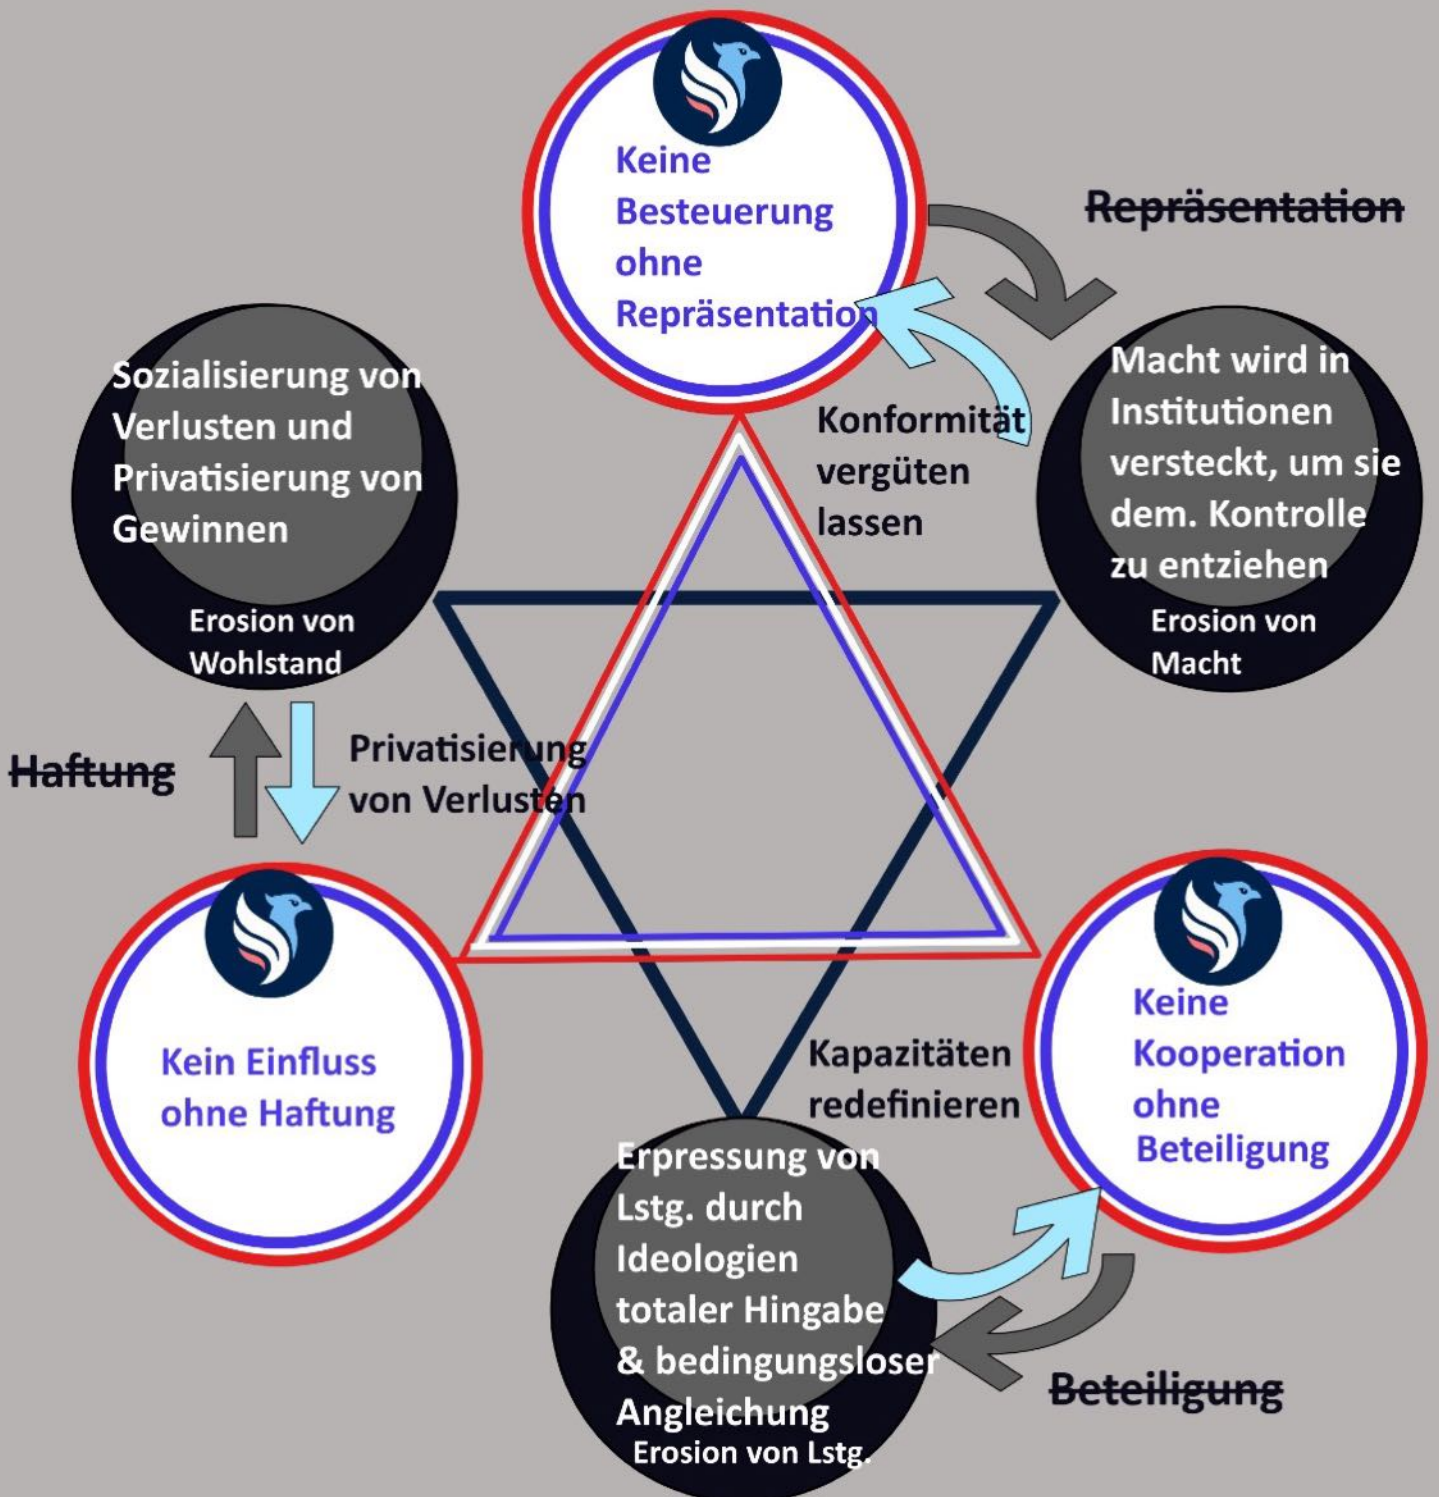 Keine
Besteuerung
ohne
Repräsentation
Repräsentation
Sozialisierung von
Verlusten und
Privatisierung von
Gewinnen
Erosion von
Wohlstand
Konformität
vergüten
lassen
Macht wird in
Institutionen
versteckt, um sie
dem. Kontrolle
zu entziehen
Erosion von
Macht
Haftung
Privatisierung
von Verlusten
Kein Einfluss
ohne Haftung
Kapazitäten
redefinieren
Keine
Kooperation
ohne
Beteiligung
Erpressung von
Lstg. durch
Ideologien
totaler Hingabe
& bedingungsloser
Angleichung
Erosion von Lstg.
Beteiligung